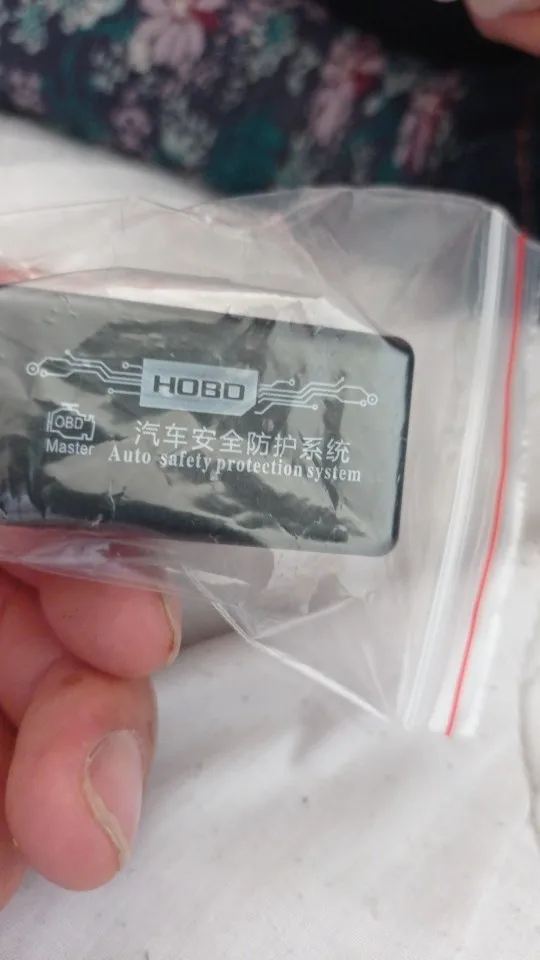 HOBD
OBD
Master
汽车安全防护系统
Auto safety protection system